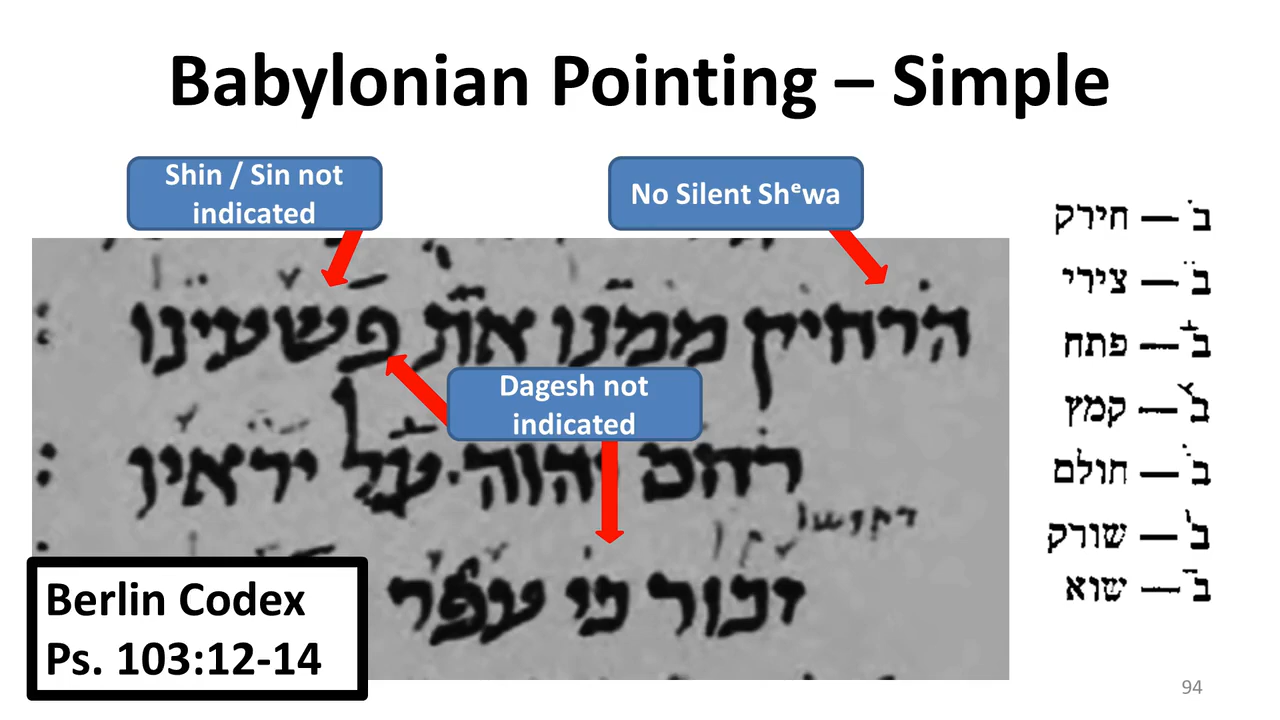 Babylonian Pointing – Simple
Shin / Sin not
indicated
No Silent Shᵉwa
הרחיק ממנו את פשעינו
Dagesh not
indicated
רחם יהוה על יראיו
זכור כי עפר
ב — חירק
ב — צירי
ב — פתח
ב — קמץ
ב — חולם
ב — שורק
ב — שוא
Berlin Codex
Ps. 103:12-14
94